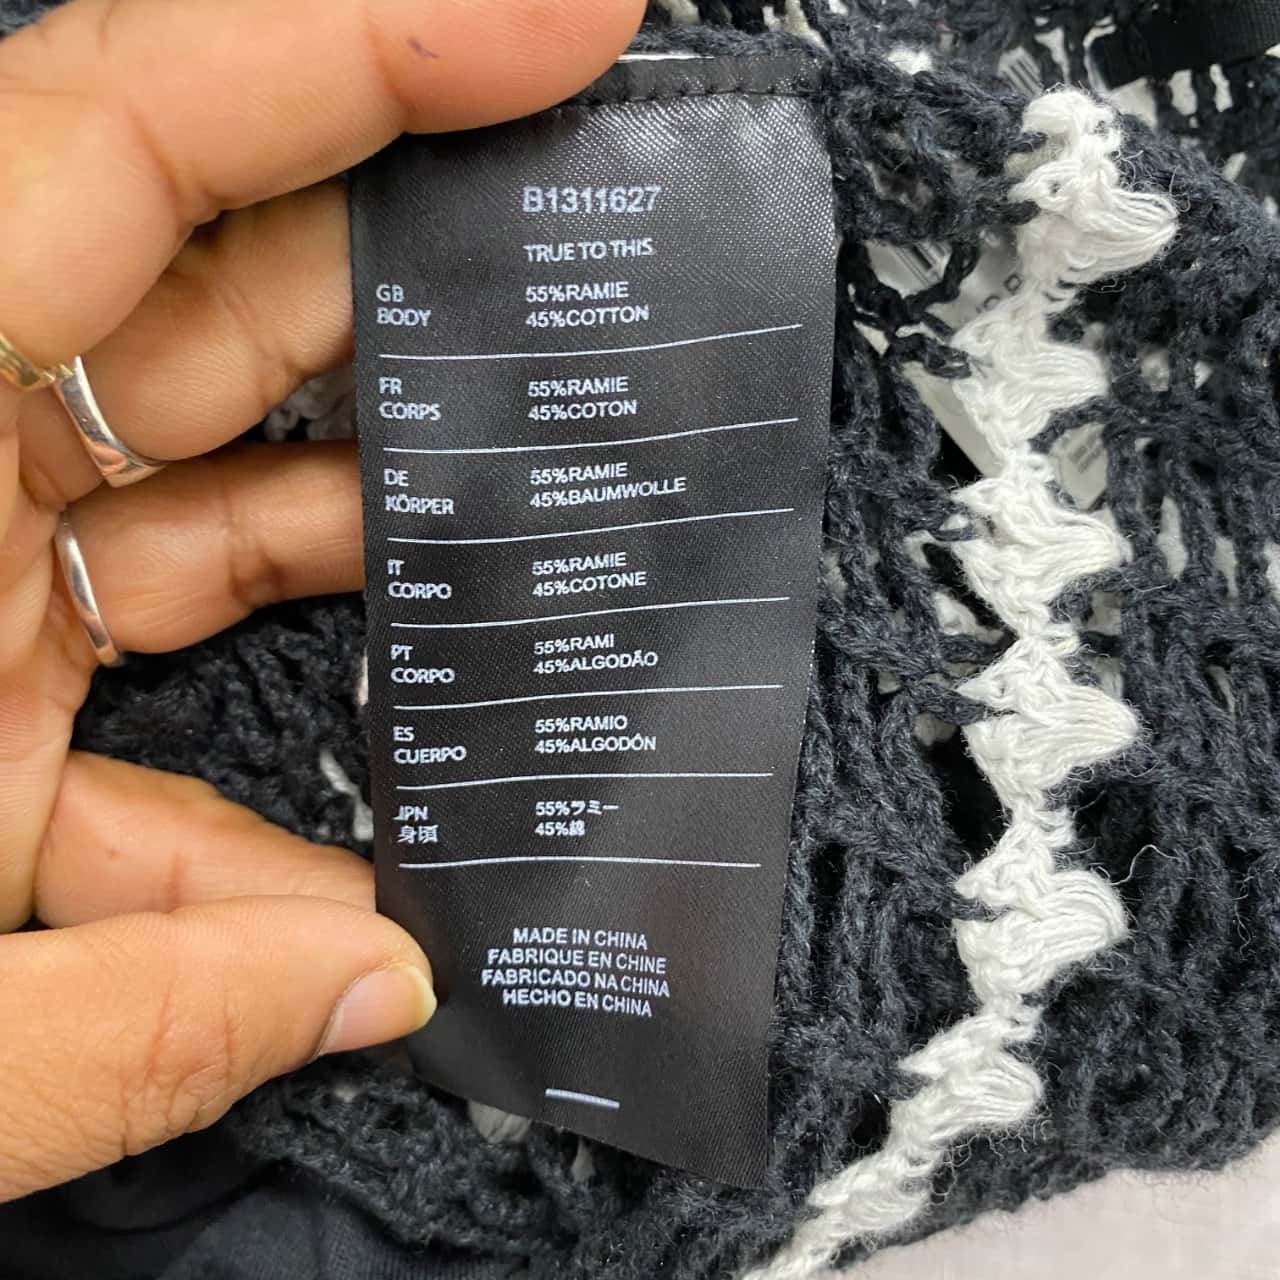 B1311627
TRUE TO THIS
GB 55%RAMIE
BODY 45%COTTON
FR 55%RAMIE
CORPS 45%COTON
DE 55%RAMIE
KÖRPER 45%BAUMWOLLE
IT 55%RAMIE
CORPO 45%COTONE
PT 55%RAMI
CORPO 45%ALGODÃO
ES 55%RAMIO
CUERPO 45%ALGODÓN
JPN 55%ラミー
身頃 45%綿
MADE IN CHINA
FABRIQUE EN CHINE
FABRICADO NA CHINA
HECHO EN CHINA